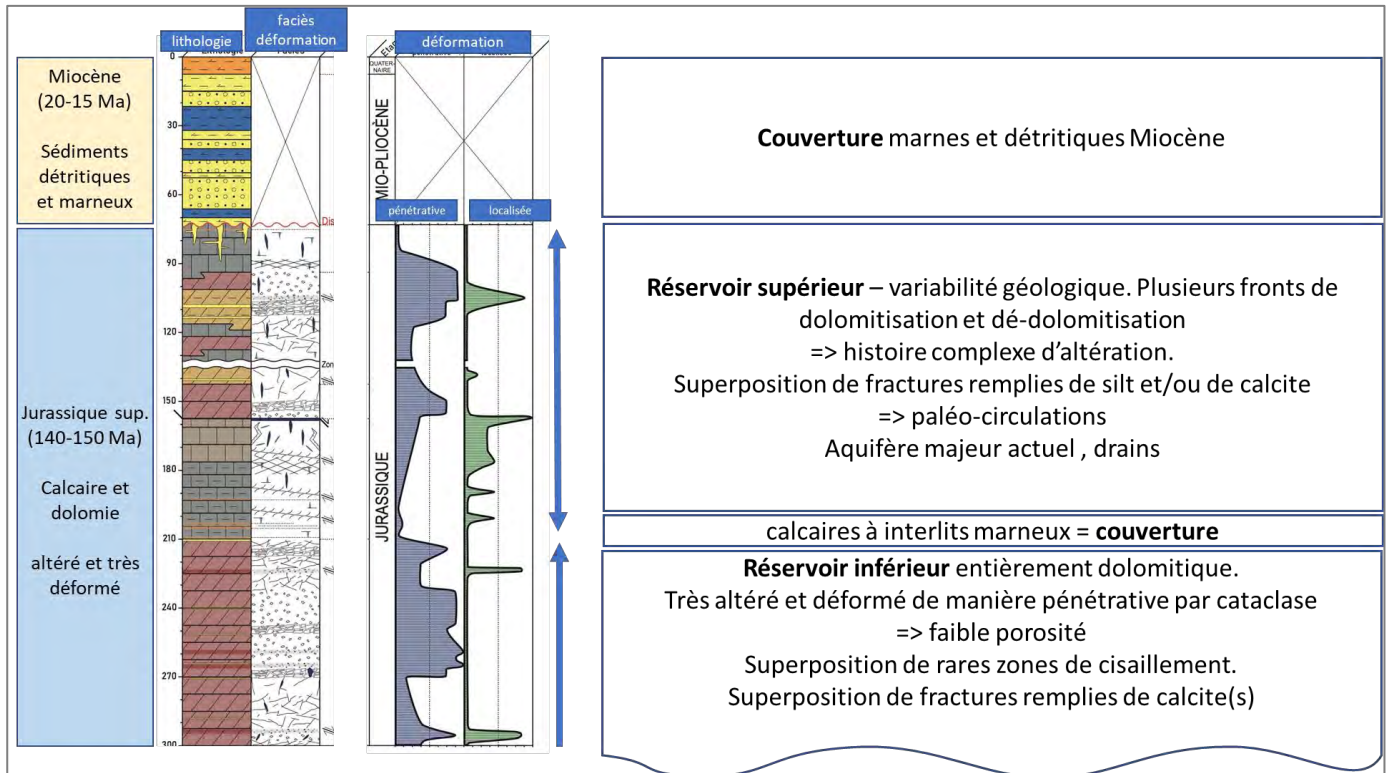 lithologie
faciès
déformation
déformation
pénétrative
localisée
QUATER-
NAIRE
MIO-PLIOCÈNE
JURASSIQUE
Dis
Zon
0
30
60
90
120
150
180
210
240
270
300
Miocène
(20-15 Ma)
Sédiments
détritiques
et marneux
Jurassique sup.
(140-150 Ma)
Calcaire et
dolomie
altéré et très
déformé
Couverture marnes et détritiques Miocène
Réservoir supérieur – variabilité géologique. Plusieurs fronts de
dolomitisation et dé-dolomitisation
=> histoire complexe d’altération.
Superposition de fractures remplies de silt et/ou de calcite
=> paléo-circulations
Aquifère majeur actuel , drains
calcaires à interlits marneux = couverture
Réservoir inférieur entièrement dolomitique.
Très altéré et déformé de manière pénétrative par cataclase
=> faible porosité
Superposition de rares zones de cisaillement.
Superposition de fractures remplies de calcite(s)